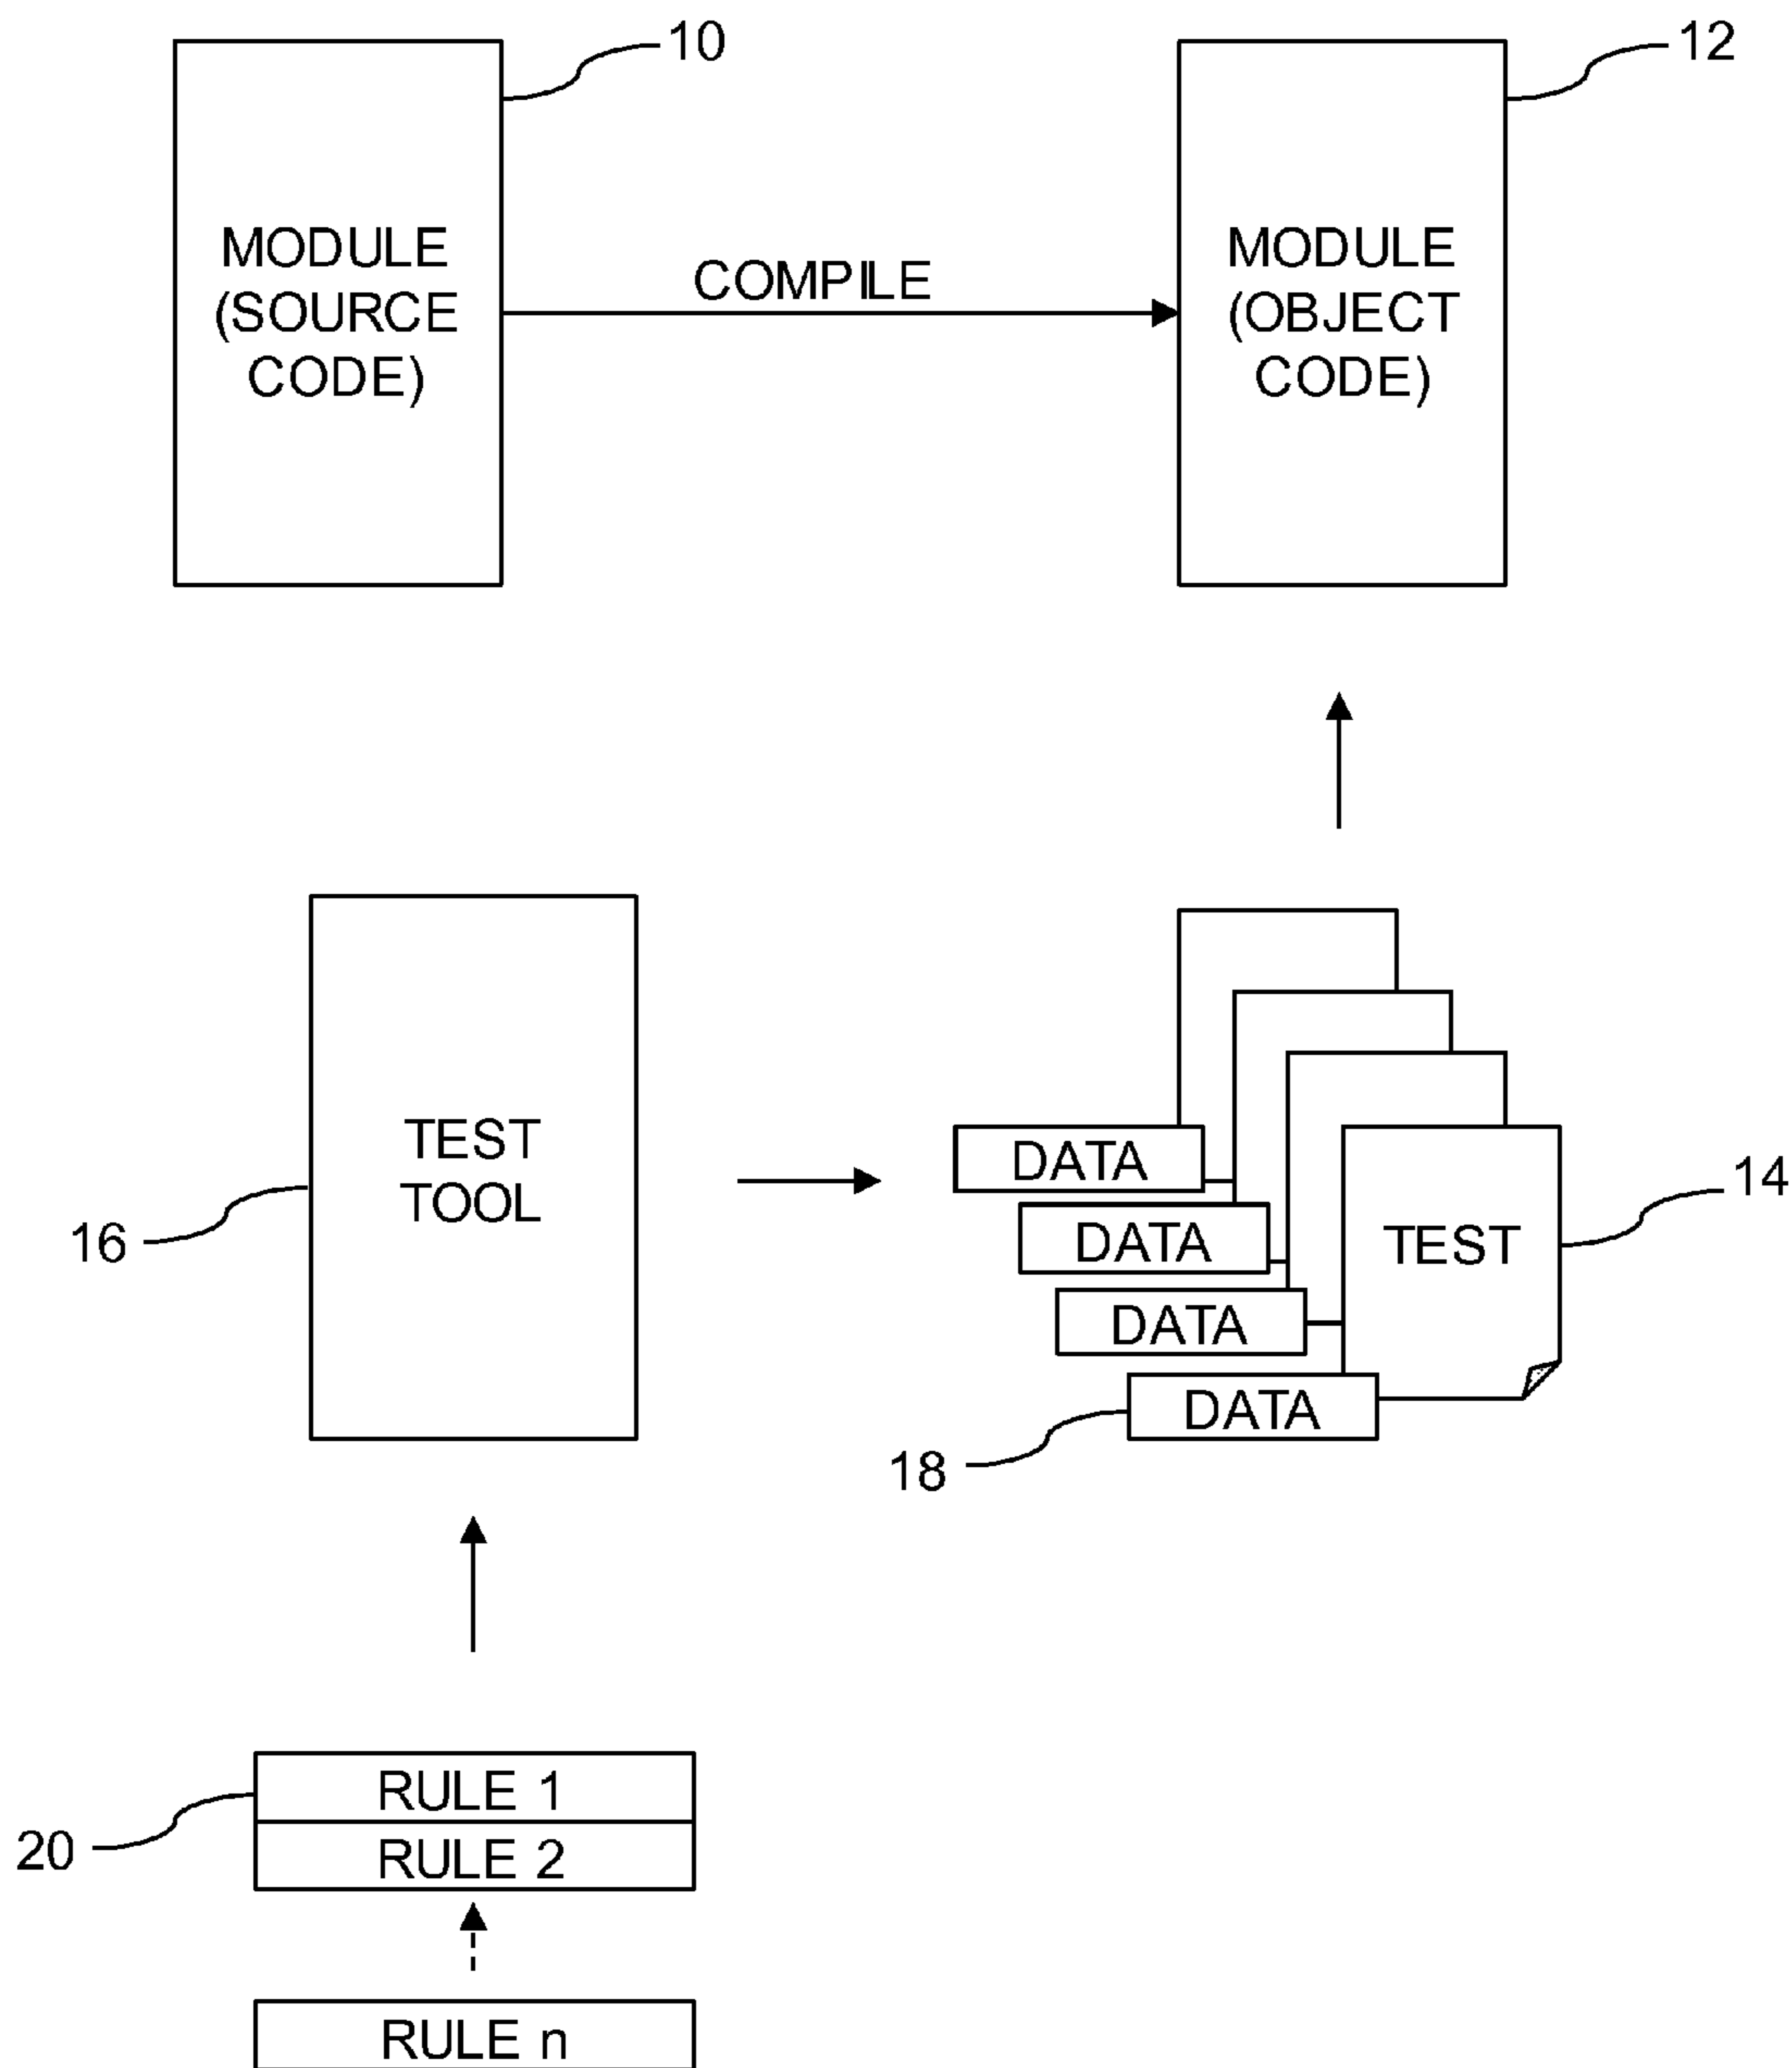 10
12
MODULE
(SOURCE
CODE)
COMPILE
MODULE
(OBJECT
CODE)
TEST
TOOL
16
DATA
DATA
DATA
DATA
TEST
14
18
RULE 1
RULE 2
20
RULE n